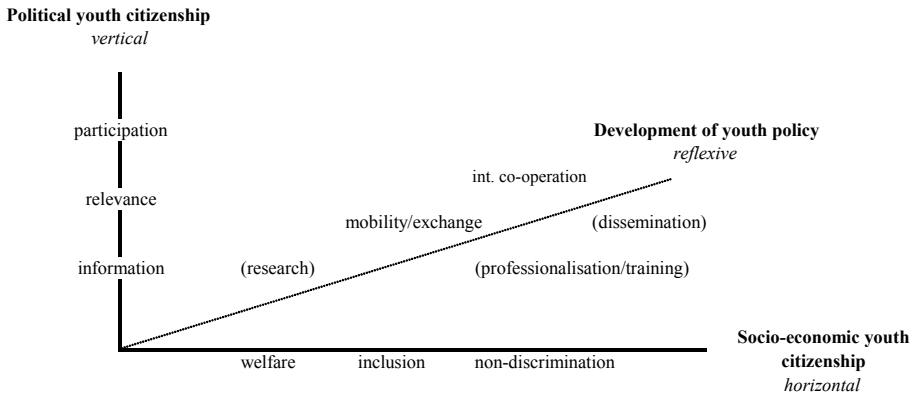 Political youth citizenship
vertical
participation
Development of youth policy
reflexive
int. co-operation
relevance
mobility/exchange
(dissemination)
information
(research)
(professionalisation/training)
Socio-economic youth
citizenship
horizontal
welfare
inclusion
non-discrimination